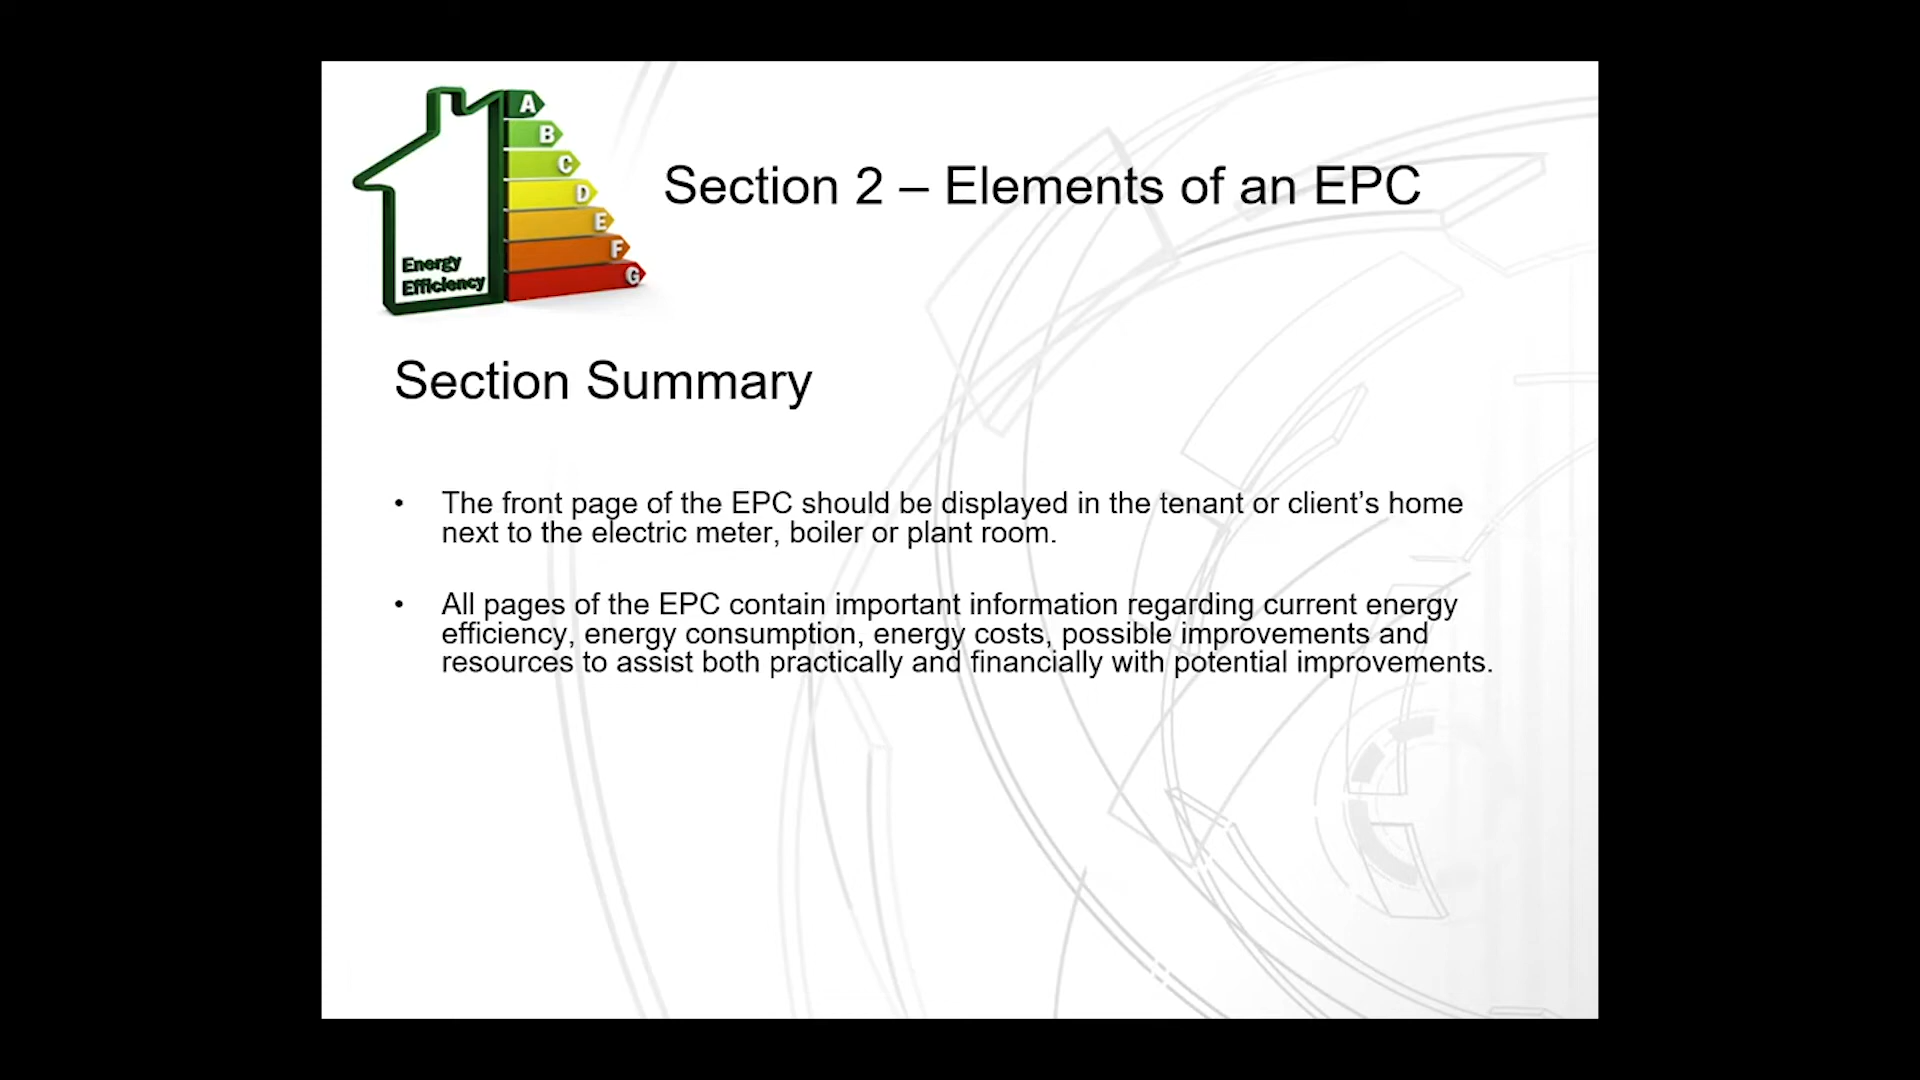 A
B
C
D
E
F
G
Energy
Efficiency
Section 2 – Elements of an EPC
Section Summary
• The front page of the EPC should be displayed in the tenant or client’s home
next to the electric meter, boiler or plant room.
• All pages of the EPC contain important information regarding current energy
efficiency, energy consumption, energy costs, possible improvements and
resources to assist both practically and financially with potential improvements.